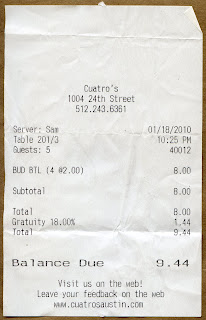 Cuatro's
1004 24th Street
512.243.6361
Server: Sam 01/18/2010
Table 201/3 10:25 PM
Guests: 5 40012
BUD BTL (4 @2.00) 8.00
Subtotal 8.00
Total 8.00
Gratuity 18.00% 1.44
Total 9.44
Balance Due 9.44
Visit us on the web!
Leave your feedback on the web
www.cuatrosaustin.com